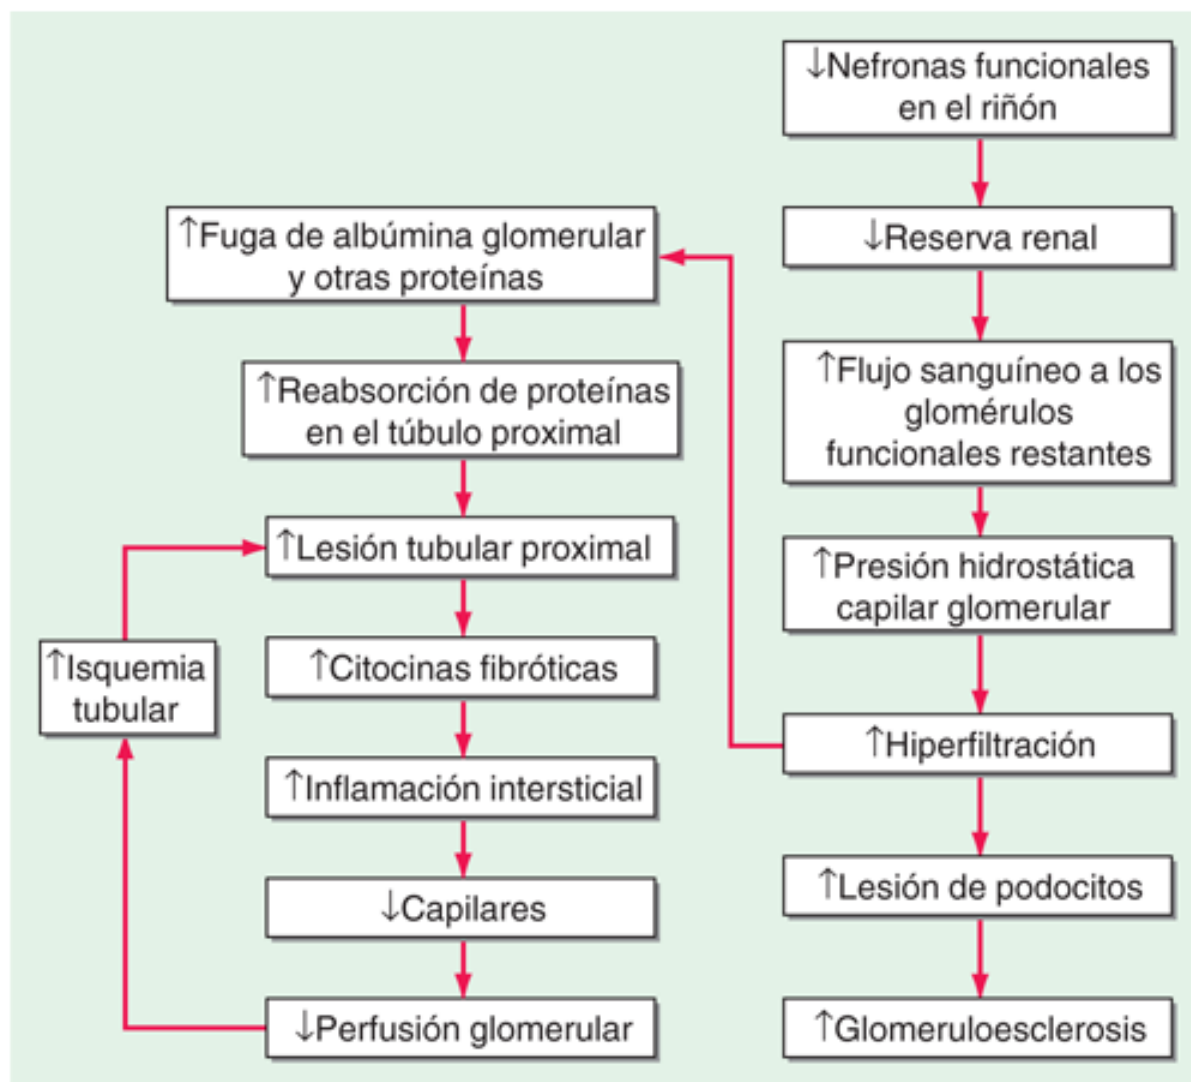 ↓Nefronas funcionales
en el riñón
↓Reserva renal
↑Flujo sanguíneo a los
glomérulos
funcionales restantes
↑Presión hidrostática
capilar glomerular
↑Hiperfiltración
↑Lesión de podocitos
↑Glomeruloesclerosis
↑Fuga de albúmina glomerular
y otras proteínas
↑Reabsorción de proteínas
en el túbulo proximal
↑Lesión tubular proximal
↑Citocinas fibróticas
↑Inflamación intersticial
↓Capilares
↓Perfusión glomerular
↑Isquemia
tubular